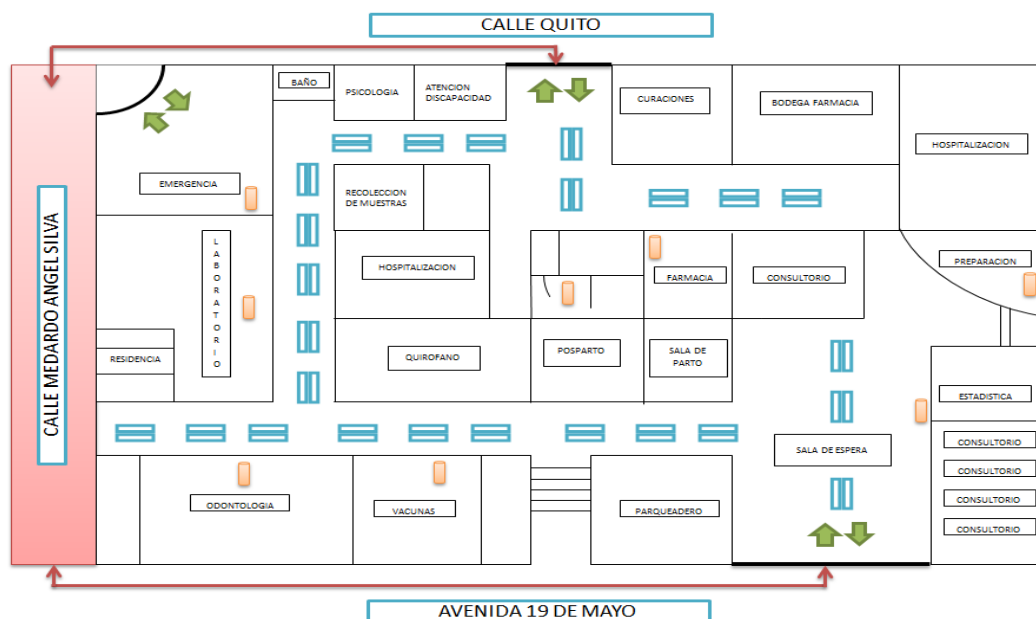 CALLE QUITO
BAÑO
PSICOLOGIA
ATENCION
DISCAPACIDAD
CURACIONES
BODEGA FARMACIA
HOSPITALIZACION
EMERGENCIA
RECOLECCION
DE MUESTRAS
CALLE MEDARDO ANGEL SILVA
LABORATORIO
HOSPITALIZACION
FARMACIA
CONSULTORIO
PREPARACION
RESIDENCIA
QUIROFANO
POSPARTO
SALA DE
PARTO
ESTADISTICA
SALA DE ESPERA
CONSULTORIO
CONSULTORIO
CONSULTORIO
CONSULTORIO
ODONTOLOGIA
VACUNAS
PARQUEADERO
AVENIDA 19 DE MAYO